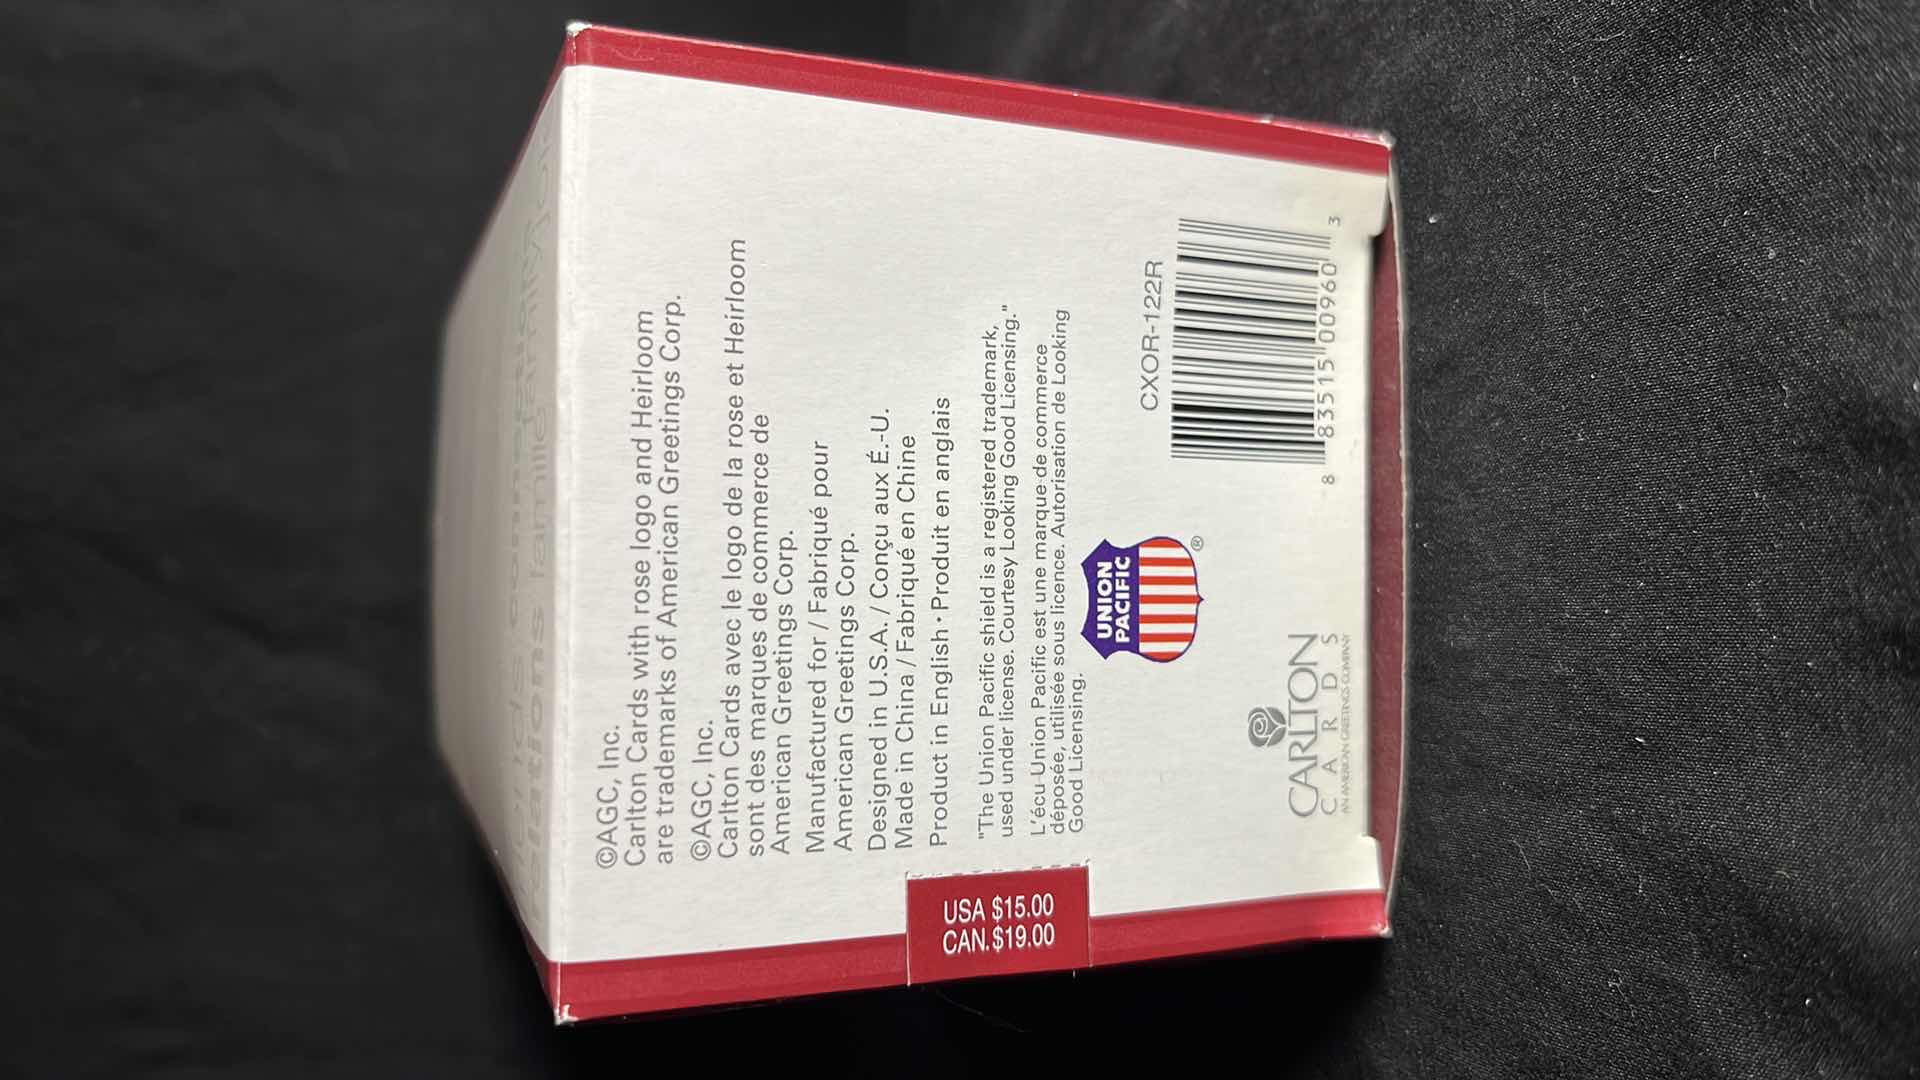 ©AGC, Inc.
Carlton Cards with rose logo and Heirloom
are trademarks of American Greetings Corp.
©AGC, Inc.
Carlton Cards avec le logo de la rose et Heirloom
sont des marques de commerce de
American Greetings Corp.
Manufactured for / Fabriqué pour
American Greetings Corp.
Designed in U.S.A. / Conçu aux É.-U.
Made in China / Fabriqué en Chine
Product in English • Produit en anglais
"The Union Pacific shield is a registered trademark,
used under license. Courtesy Looking Good Licensing."
L'écu-Union Pacific est une marque de commerce
déposée, utilisée sous licence. Autorisation de Looking
Good Licensing.
UNION
PACIFIC
®
CXOR-122R
8 83515 00960 3
CARLTON
CARDS
AN AMERICAN GREETINGS COMPANY
USA $15.00
CAN.$19.00